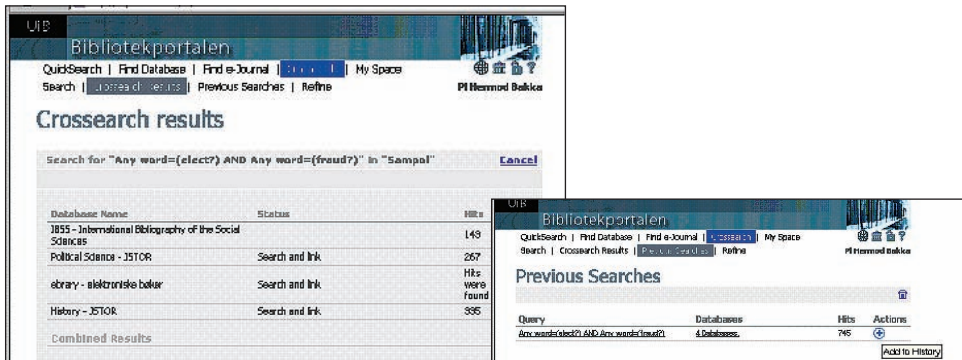 UiB
Bibliotekportalen
QuickSearch | Find Database | Find e-Journal | | My Space
Search | Crossearch Results | Previous Searches | Refine
Pl Hermod Bakka
Crossearch results
Search for "Any word=(elect?) AND Any word=(fraud?)" in "Sampol" Cancel
Database Name Status Hits
IBSS - International Bibliography of the Social Sciences 149
Political Science - JSTOR Search and link 267
ebrary - elektroniske bøker Search and link Hits were found
History - JSTOR Search and link 335
Combined Results
UiB
Bibliotekportalen
QuickSearch | Find Database | Find e-Journal | Crossearch | My Space
Search | Crossearch Results | Previous Searches | Refine
Pl Hermod Bakka
Previous Searches
Query Databases Hits Actions
Any word=(elect?) AND Any word=(fraud?) 4 Databases. 745
Add to History